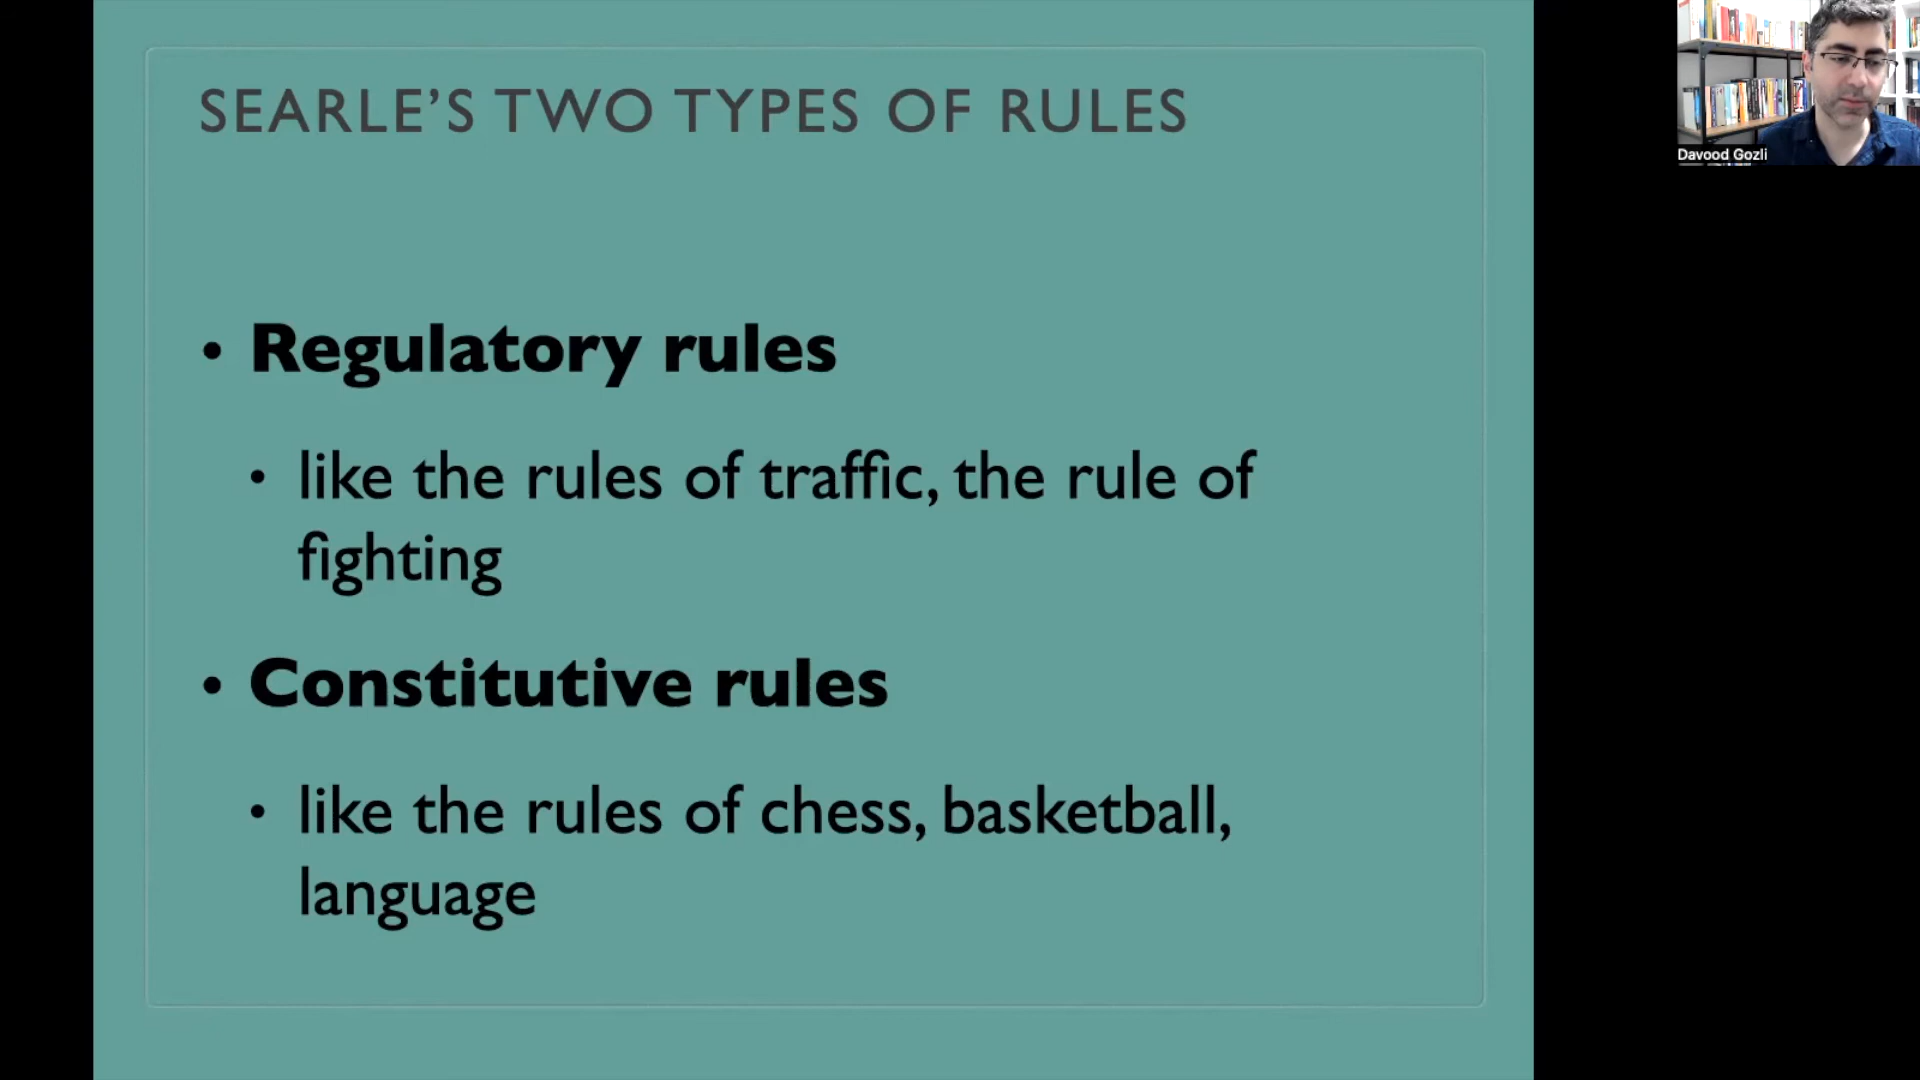 SEARLE’S TWO TYPES OF RULES
• Regulatory rules
• like the rules of traffic, the rule of
fighting
• Constitutive rules
• like the rules of chess, basketball,
language
Davood Gozli